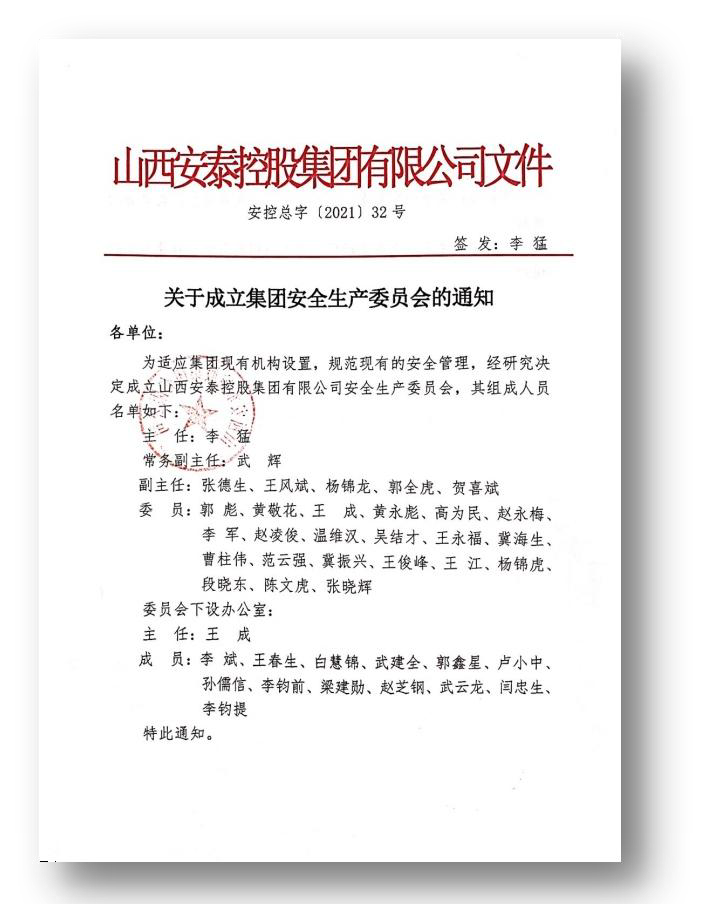 山西安泰控股集团有限公司文件
安控总字〔2021〕32号
签 发：李 猛
关于成立集团安全生产委员会的通知
各单位：
为适应集团现有机构设置，规范现有的安全管理，经研究决
定成立山西安泰控股集团有限公司安全生产委员会，其组成人员
名单如下：
主 任：李 猛
常务副主任：武 辉
副主任：张德生、王风斌、杨锦龙、郭全虎、贺喜斌
委 员：郭 彪、黄敬花、王 成、黄永彪、高为民、赵永梅、
李 军、赵凌俊、温维汉、吴结才、王永福、冀海生、
曹柱伟、范云强、冀振兴、王俊峰、王 江、杨锦虎、
段晓东、陈文虎、张晓辉
委员会下设办公室：
主 任：王 成
成 员：李 斌、王春生、白慧锦、武建全、郭鑫星、卢小中、
孙儒信、李钧前、梁建勋、赵芝钢、武云龙、闫忠生、
李钧提
特此通知。